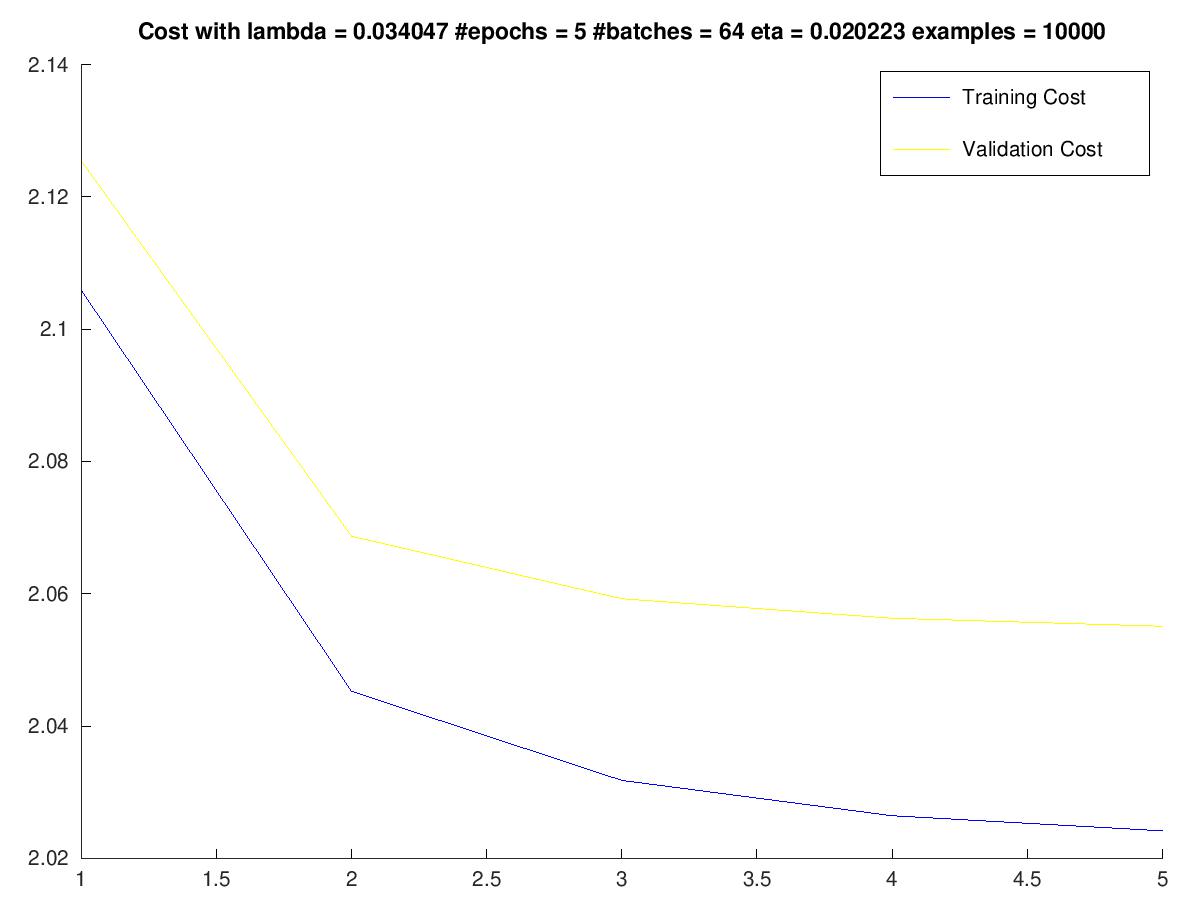 Cost with lambda = 0.034047 #epochs = 5 #batches = 64 eta = 0.020223 examples = 10000
2.14
Training Cost
Validation Cost
2.12
2.1
2.08
2.06
2.04
2.02
1 1.5 2 2.5 3 3.5 4 4.5 5